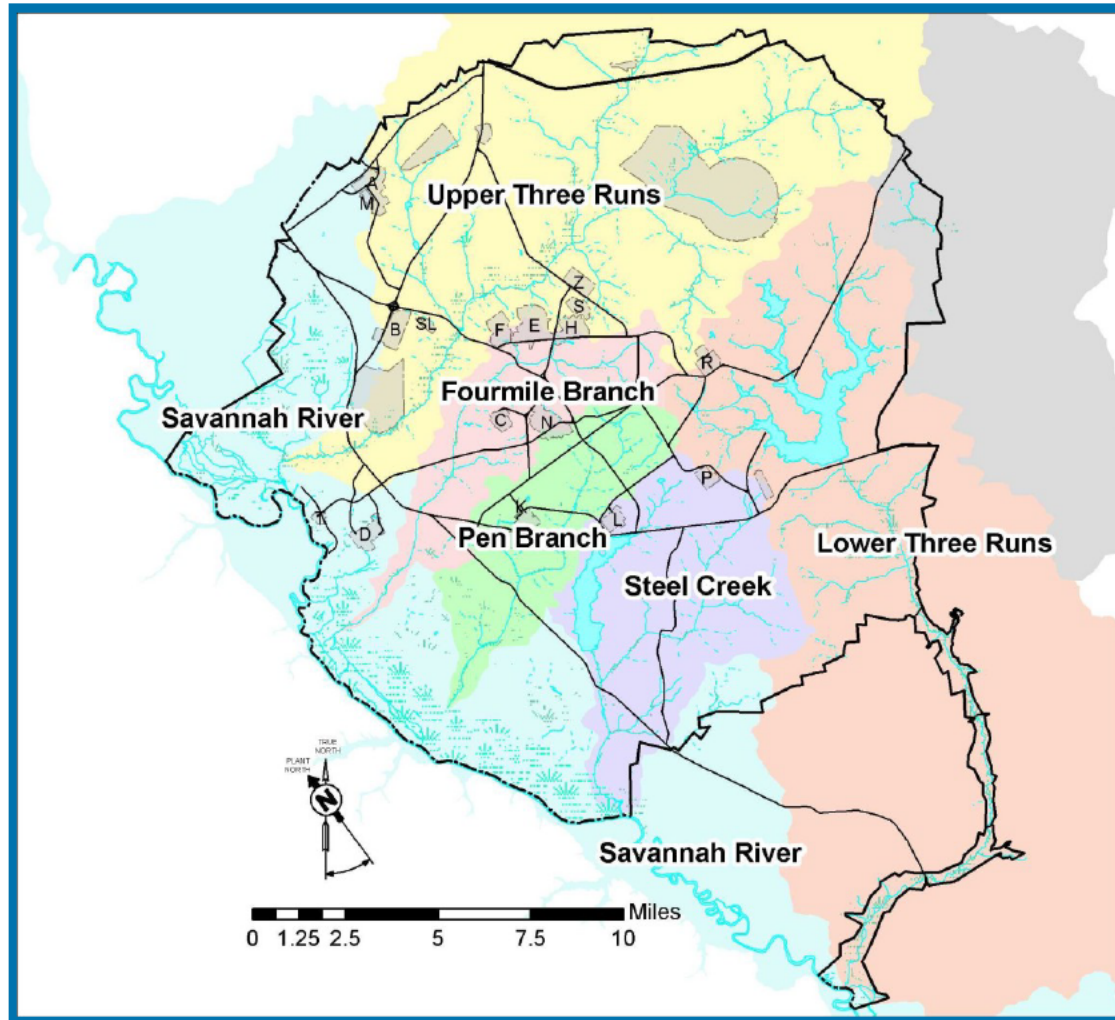 A
M
Upper Three Runs
Z
S
B
SL
F
E
H
R
Fourmile Branch
Savannah River
C
N
P
K
L
T
D
Pen Branch
Lower Three Runs
Steel Creek
TRUE
NORTH
PLANT
NORTH
N
Savannah River
Miles
0 1.25 2.5 5 7.5 10